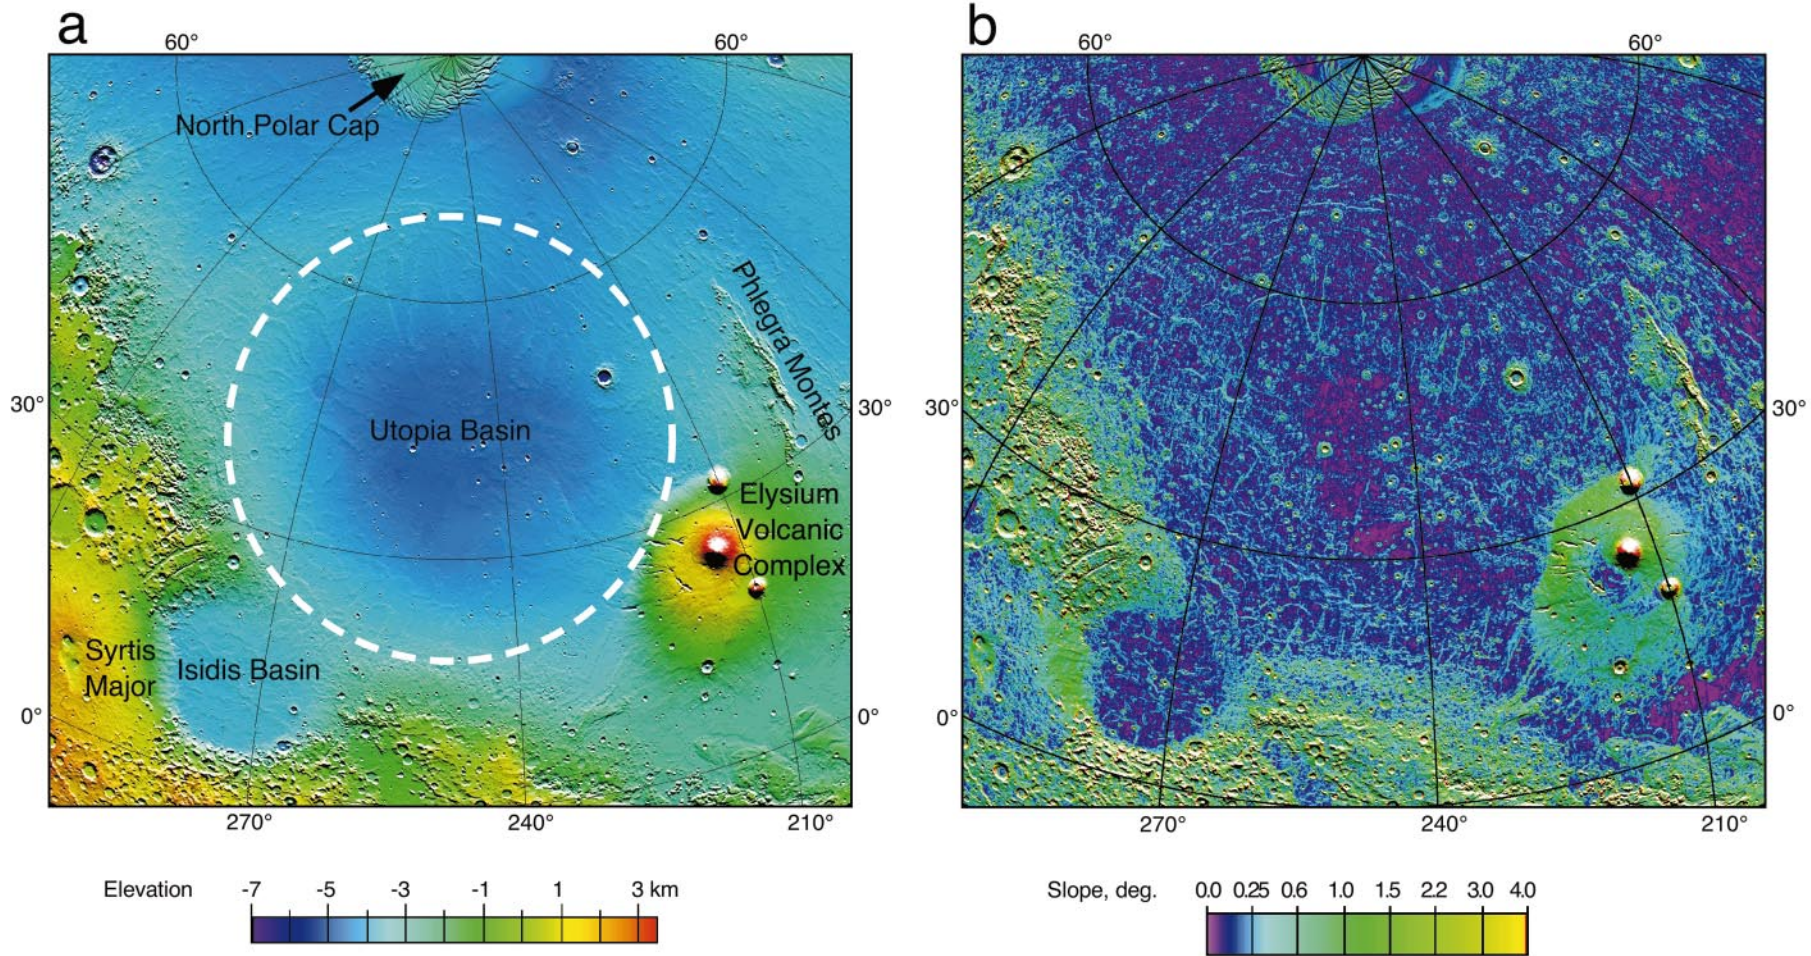 a
60° 60°
North Polar Cap
Phlegra Montes
30° 30°
Utopia Basin
Elysium
Volcanic
Complex
Syrtis
Major
Isidis Basin
0° 0°
270° 240° 210°
Elevation -7 -5 -3 -1 1 3 km
b
60° 60°
30° 30°
0° 0°
270° 240° 210°
Slope, deg. 0.0 0.25 0.6 1.0 1.5 2.2 3.0 4.0